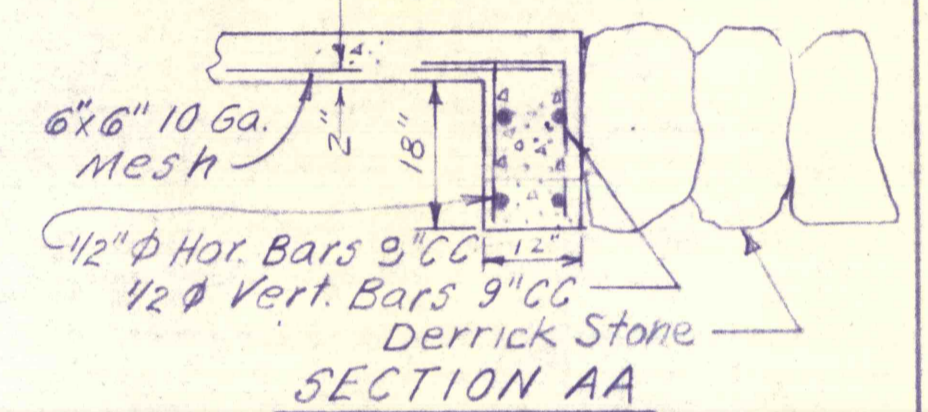 6"x6" 10 Ga.
Mesh
2"
18"
1/2" φ Hor. Bars 9"CC
12"
1/2 φ Vert. Bars 9"CC
Derrick Stone
SECTION AA